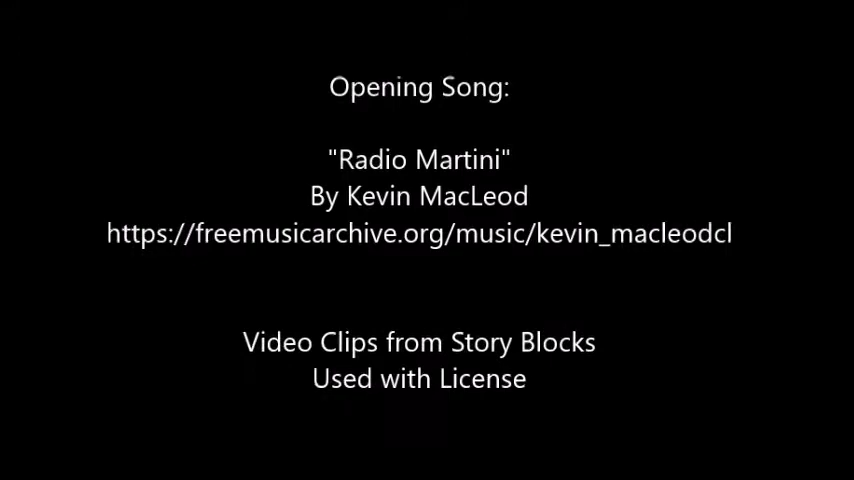 Opening Song:
"Radio Martini"
By Kevin MacLeod
https://freemusicarchive.org/music/kevin_macleodcl
Video Clips from Story Blocks
Used with License